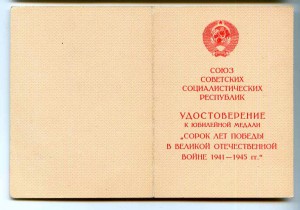 СОЮЗ
СОВЕТСКИХ
СОЦИАЛИСТИЧЕСКИХ
РЕСПУБЛИК
УДОСТОВЕРЕНИЕ
К ЮБИЛЕЙНОЙ МЕДАЛИ
„СОРОК ЛЕТ ПОБЕДЫ
В ВЕЛИКОЙ ОТЕЧЕСТВЕННОЙ
ВОЙНЕ 1941—1945 гг.“